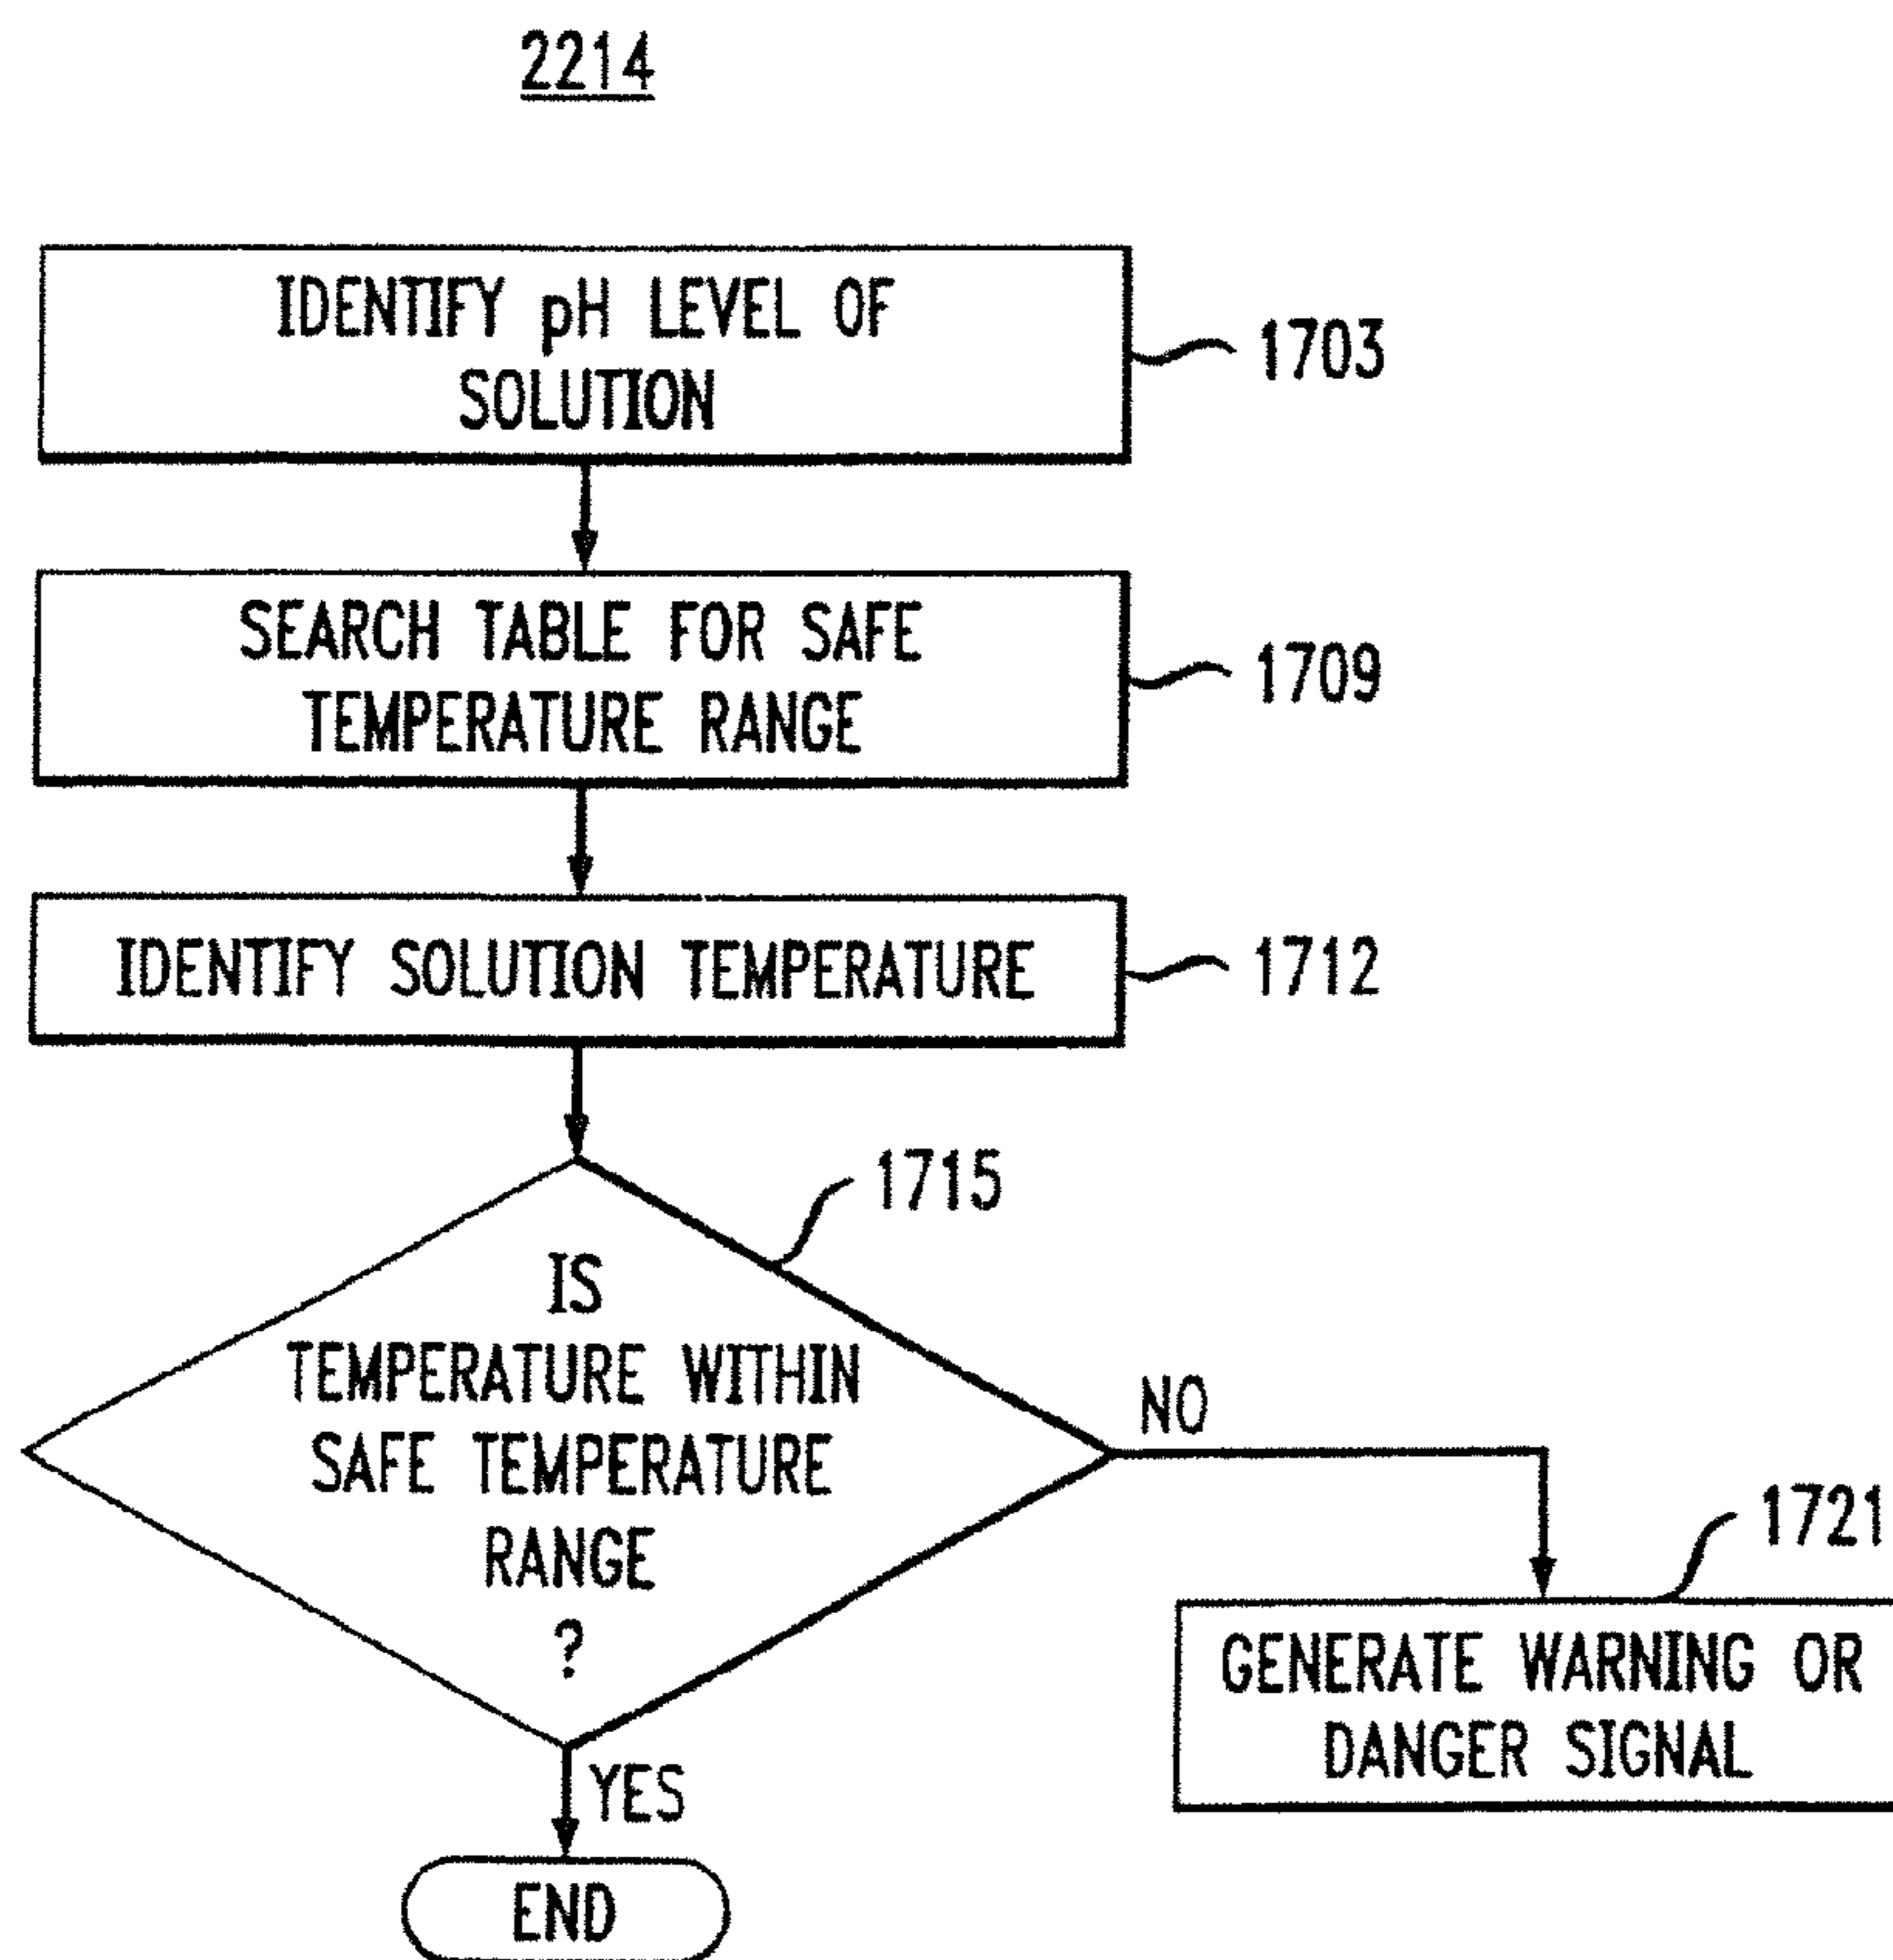 2214
IDENTIFY pH LEVEL OF
SOLUTION
1703
SEARCH TABLE FOR SAFE
TEMPERATURE RANGE
1709
IDENTIFY SOLUTION TEMPERATURE
1712
1715
IS
TEMPERATURE WITHIN
SAFE TEMPERATURE
RANGE
?
NO
1721
GENERATE WARNING OR
DANGER SIGNAL
YES
END